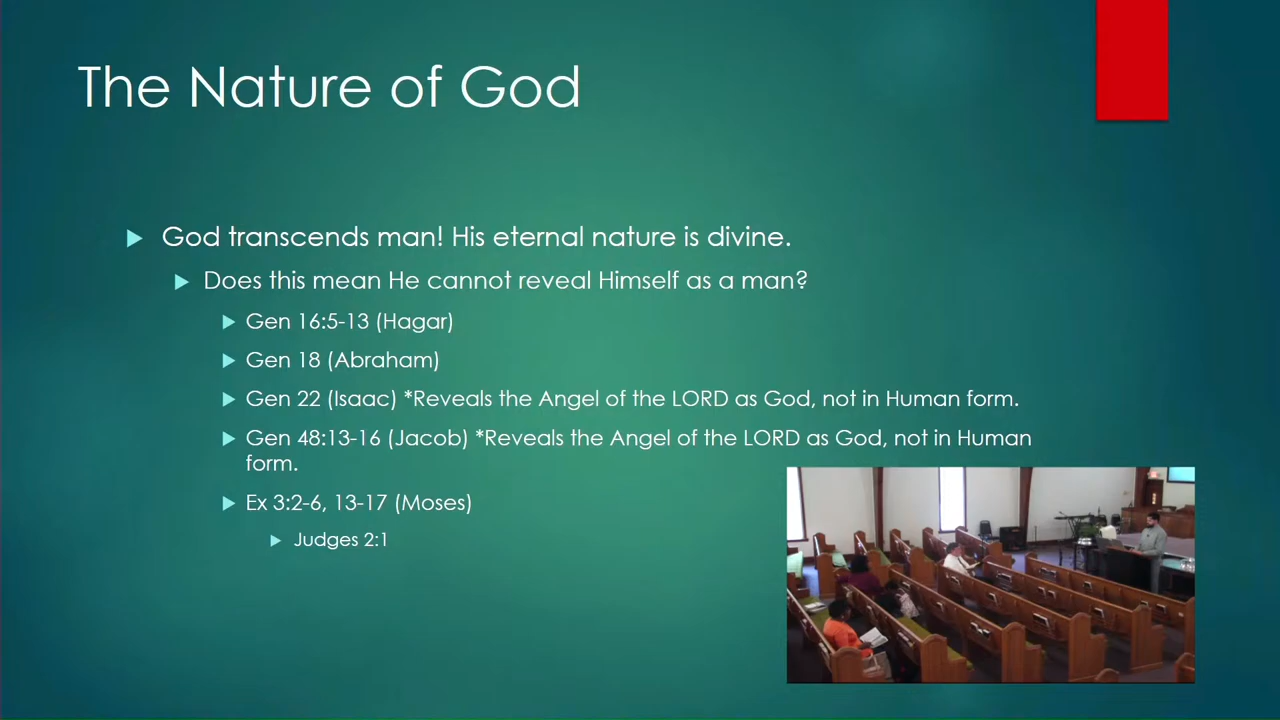 The Nature of God
God transcends man! His eternal nature is divine.
Does this mean He cannot reveal Himself as a man?
Gen 16:5-13 (Hagar)
Gen 18 (Abraham)
Gen 22 (Isaac) *Reveals the Angel of the LORD as God, not in Human form.
Gen 48:13-16 (Jacob) *Reveals the Angel of the LORD as God, not in Human
form.
Ex 3:2-6, 13-17 (Moses)
Judges 2:1